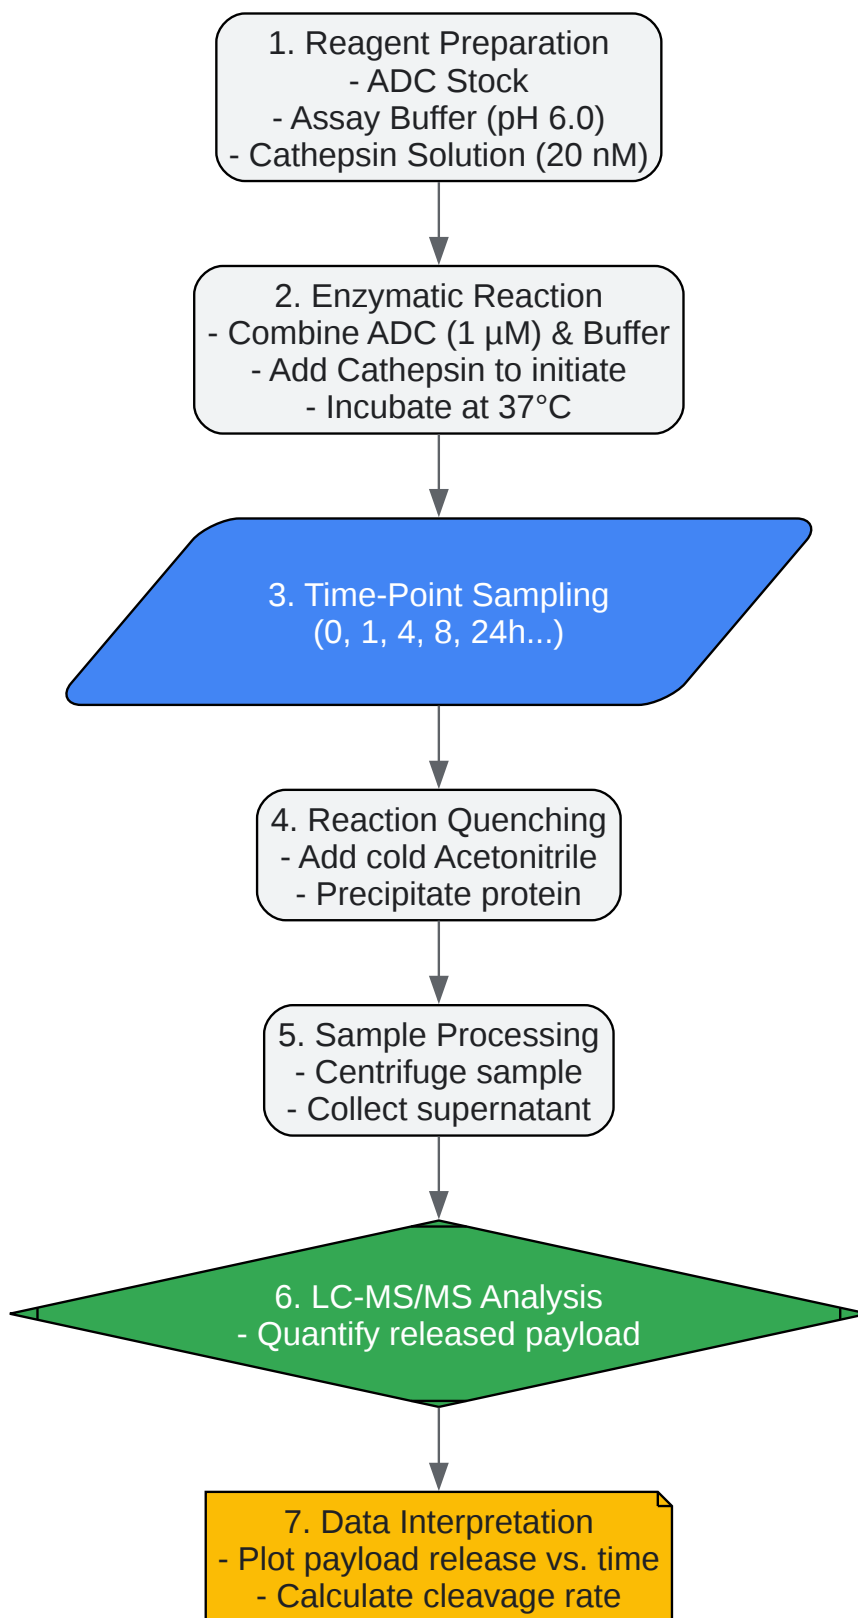 1. Reagent Preparation
- ADC Stock
- Assay Buffer (pH 6.0)
- Cathepsin Solution (20 nM)
2. Enzymatic Reaction
- Combine ADC (1 µM) & Buffer
- Add Cathepsin to initiate
- Incubate at 37°C
3. Time-Point Sampling
(0, 1, 4, 8, 24h...)
4. Reaction Quenching
- Add cold Acetonitrile
- Precipitate protein
5. Sample Processing
- Centrifuge sample
- Collect supernatant
6. LC-MS/MS Analysis
- Quantify released payload
7. Data Interpretation
- Plot payload release vs. time
- Calculate cleavage rate